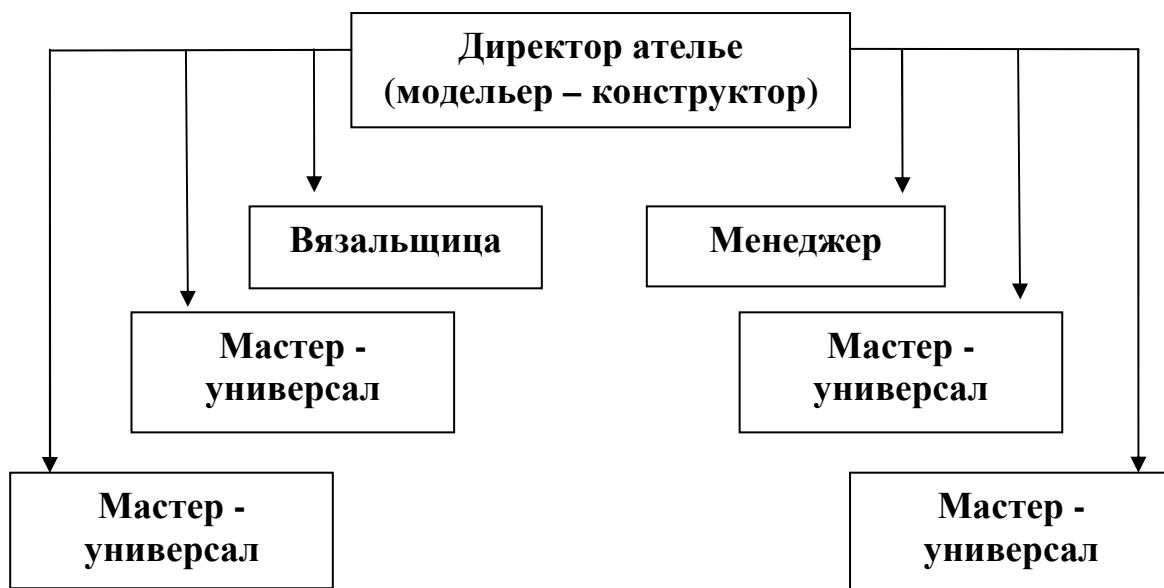 Директор ателье
(модельер – конструктор)
Вязальщица
Менеджер
Мастер -
универсал
Мастер -
универсал
Мастер -
универсал
Мастер -
универсал